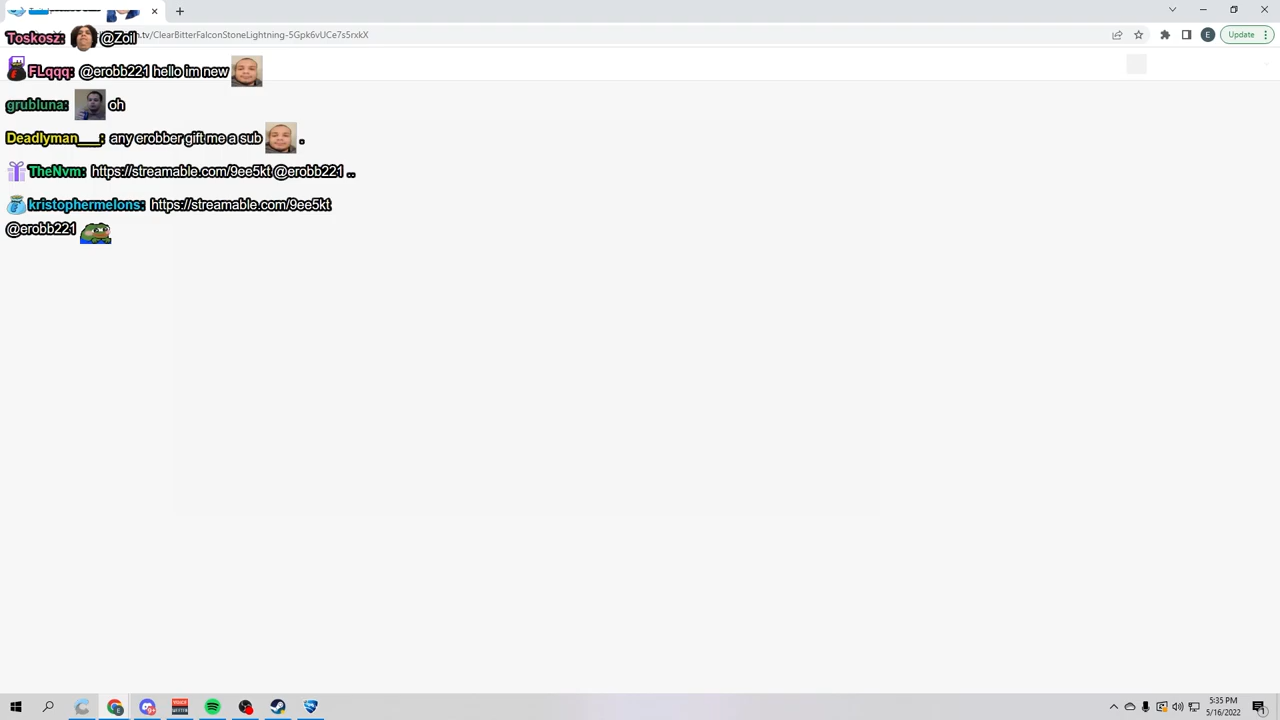 .tv/ClearBitterFalconStoneLightning-5Gpk6vUCe7s5rxkX
Update
E
Toskosz: @Zoil
FLqqq: @erobb221 hello im new
grubluna: oh
Deadlyman___: any erobber gift me a sub .
TheNvm: https://streamable.com/9ee5kt @erobb221 ..
kristophermelons: https://streamable.com/9ee5kt
@erobb221
5:35 PM
5/16/2022